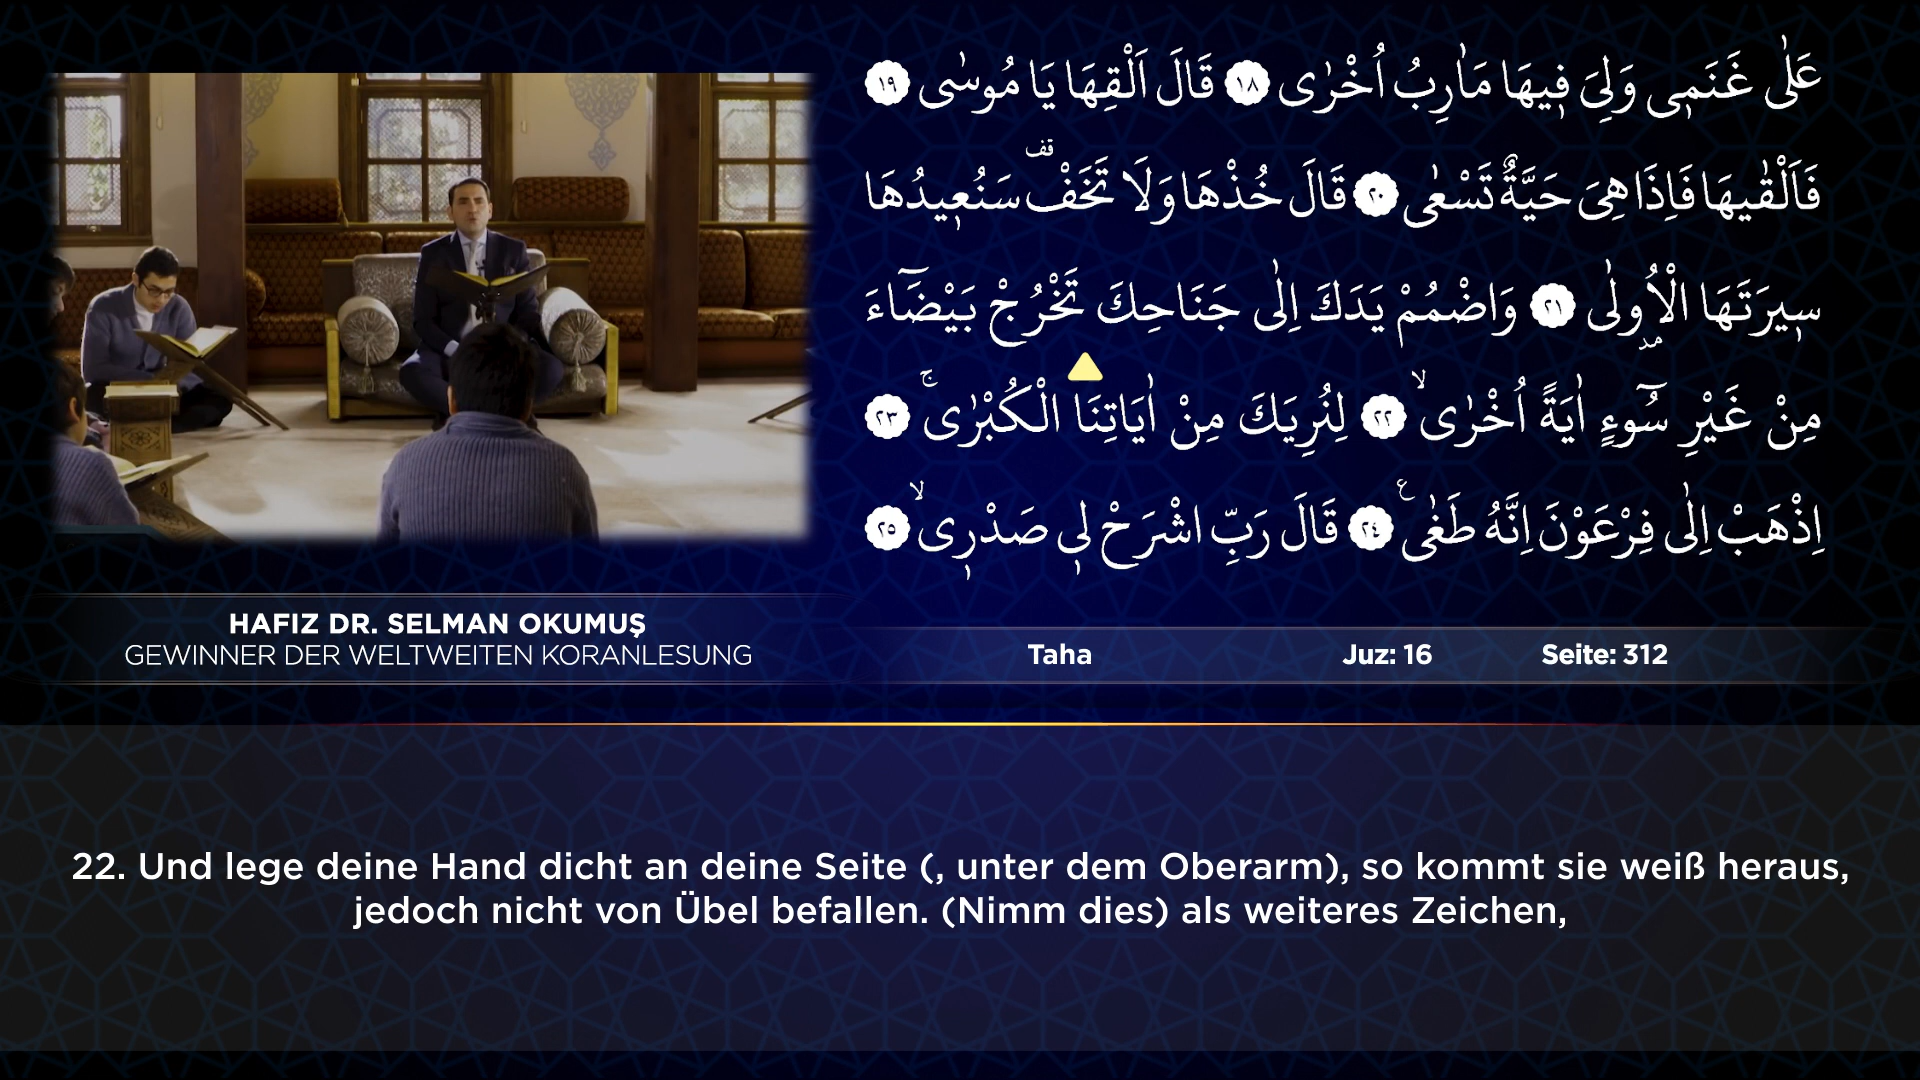 عَلٰى غَنَمٖى وَلِىَ فٖيهَا مَاٰرِبُ اُخْرٰى ﴿١٨﴾ قَالَ اَلْقِهَا يَا مُوسٰى ﴿١٩﴾
فَاَلْقٰيهَا فَاِذَا هِىَ حَيَّةٌ تَسْعٰى ﴿٢٠﴾ قَالَ خُذْهَا وَلَا تَخَفْ قف سَنُعٖيدُهَا
سٖيرَتَهَا الْاُولٰى ﴿٢١﴾ وَاضْمُمْ يَدَكَ اِلٰى جَنَاحِكَ تَخْرُجْ بَيْضَٓاءَ
مِنْ غَيْرِ سُٓوءٍ اٰيَةً اُخْرٰىۙ ﴿٢٢﴾ لِنُرِيَكَ مِنْ اٰيَاتِنَا الْكُبْرٰىۚ ﴿٢٣﴾
اِذْهَبْ اِلٰى فِرْعَوْنَ اِنَّهُ طَغٰى ع ﴿٢٤﴾ قَالَ رَبِّ اشْرَحْ لٖى صَدْرٖىۙ ﴿٢٥﴾
HAFIZ DR. SELMAN OKUMUŞ
GEWINNER DER WELTWEITEN KORANLESUNG
Taha Juz: 16 Seite: 312
22. Und lege deine Hand dicht an deine Seite (, unter dem Oberarm), so kommt sie weiß heraus,
jedoch nicht von Übel befallen. (Nimm dies) als weiteres Zeichen,